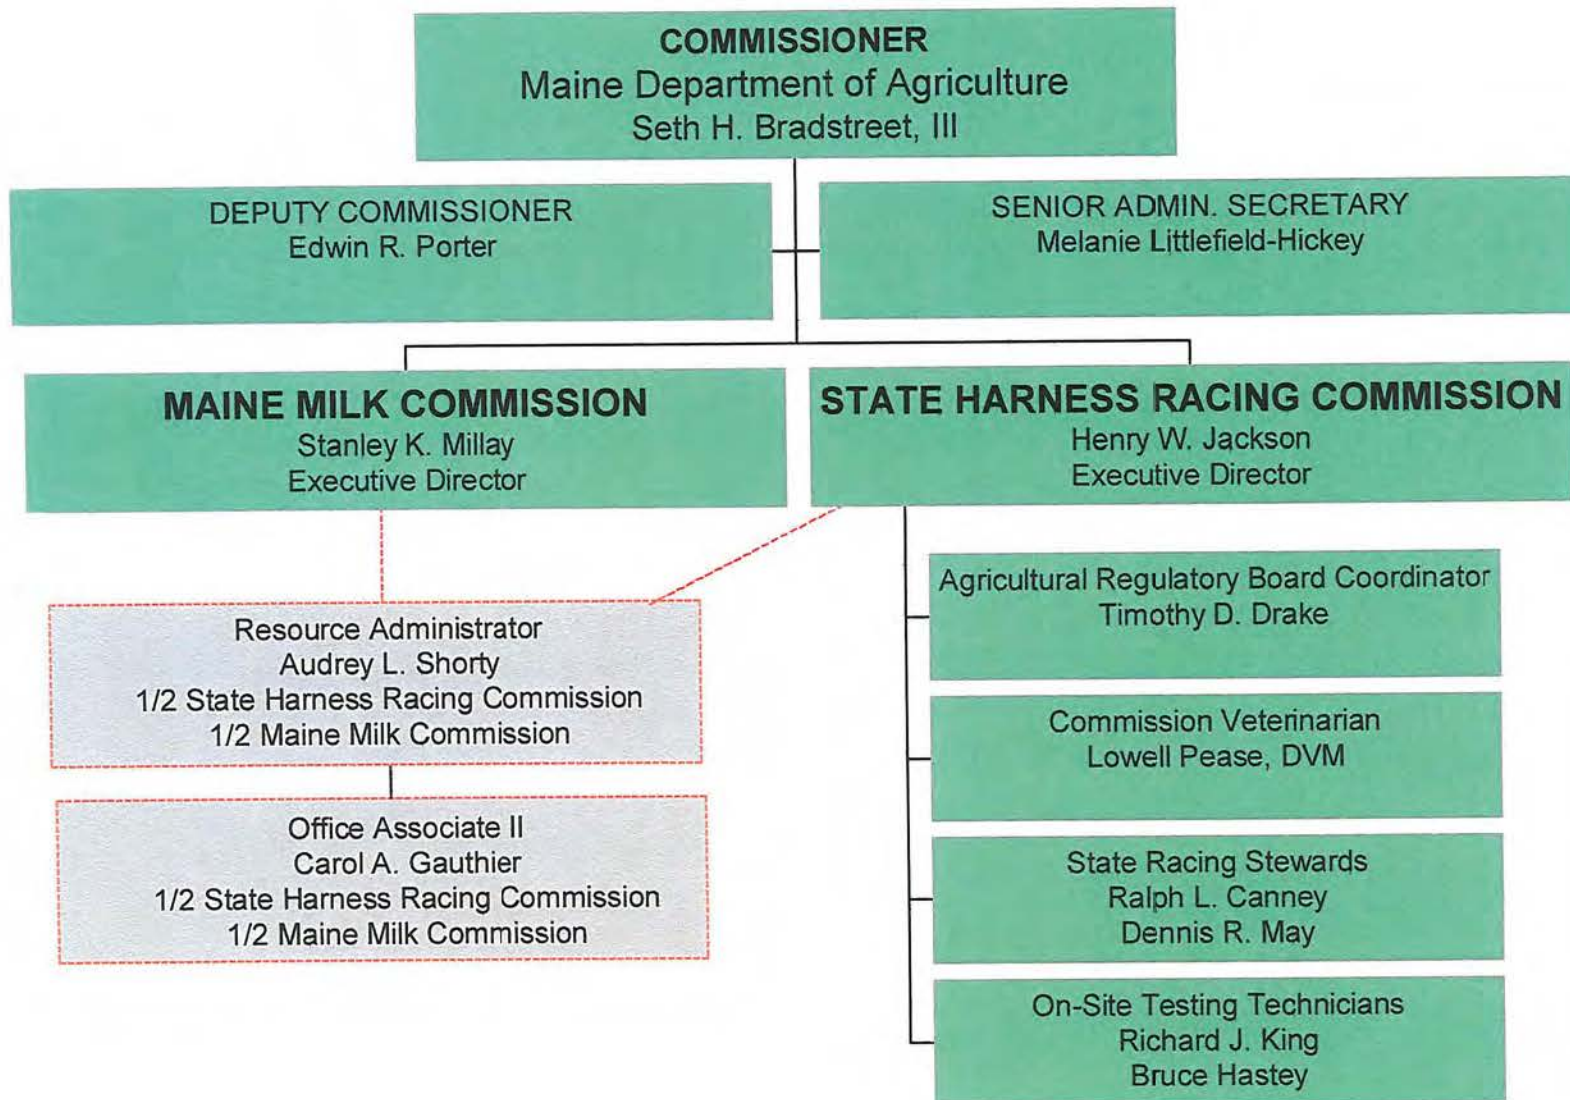 COMMISSIONER
Maine Department of Agriculture
Seth H. Bradstreet, III
DEPUTY COMMISSIONER
Edwin R. Porter
SENIOR ADMIN. SECRETARY
Melanie Littlefield-Hickey
MAINE MILK COMMISSION
Stanley K. Millay
Executive Director
STATE HARNESS RACING COMMISSION
Henry W. Jackson
Executive Director
Resource Administrator
Audrey L. Shorty
1/2 State Harness Racing Commission
1/2 Maine Milk Commission
Office Associate II
Carol A. Gauthier
1/2 State Harness Racing Commission
1/2 Maine Milk Commission
Agricultural Regulatory Board Coordinator
Timothy D. Drake
Commission Veterinarian
Lowell Pease, DVM
State Racing Stewards
Ralph L. Canney
Dennis R. May
On-Site Testing Technicians
Richard J. King
Bruce Hastey